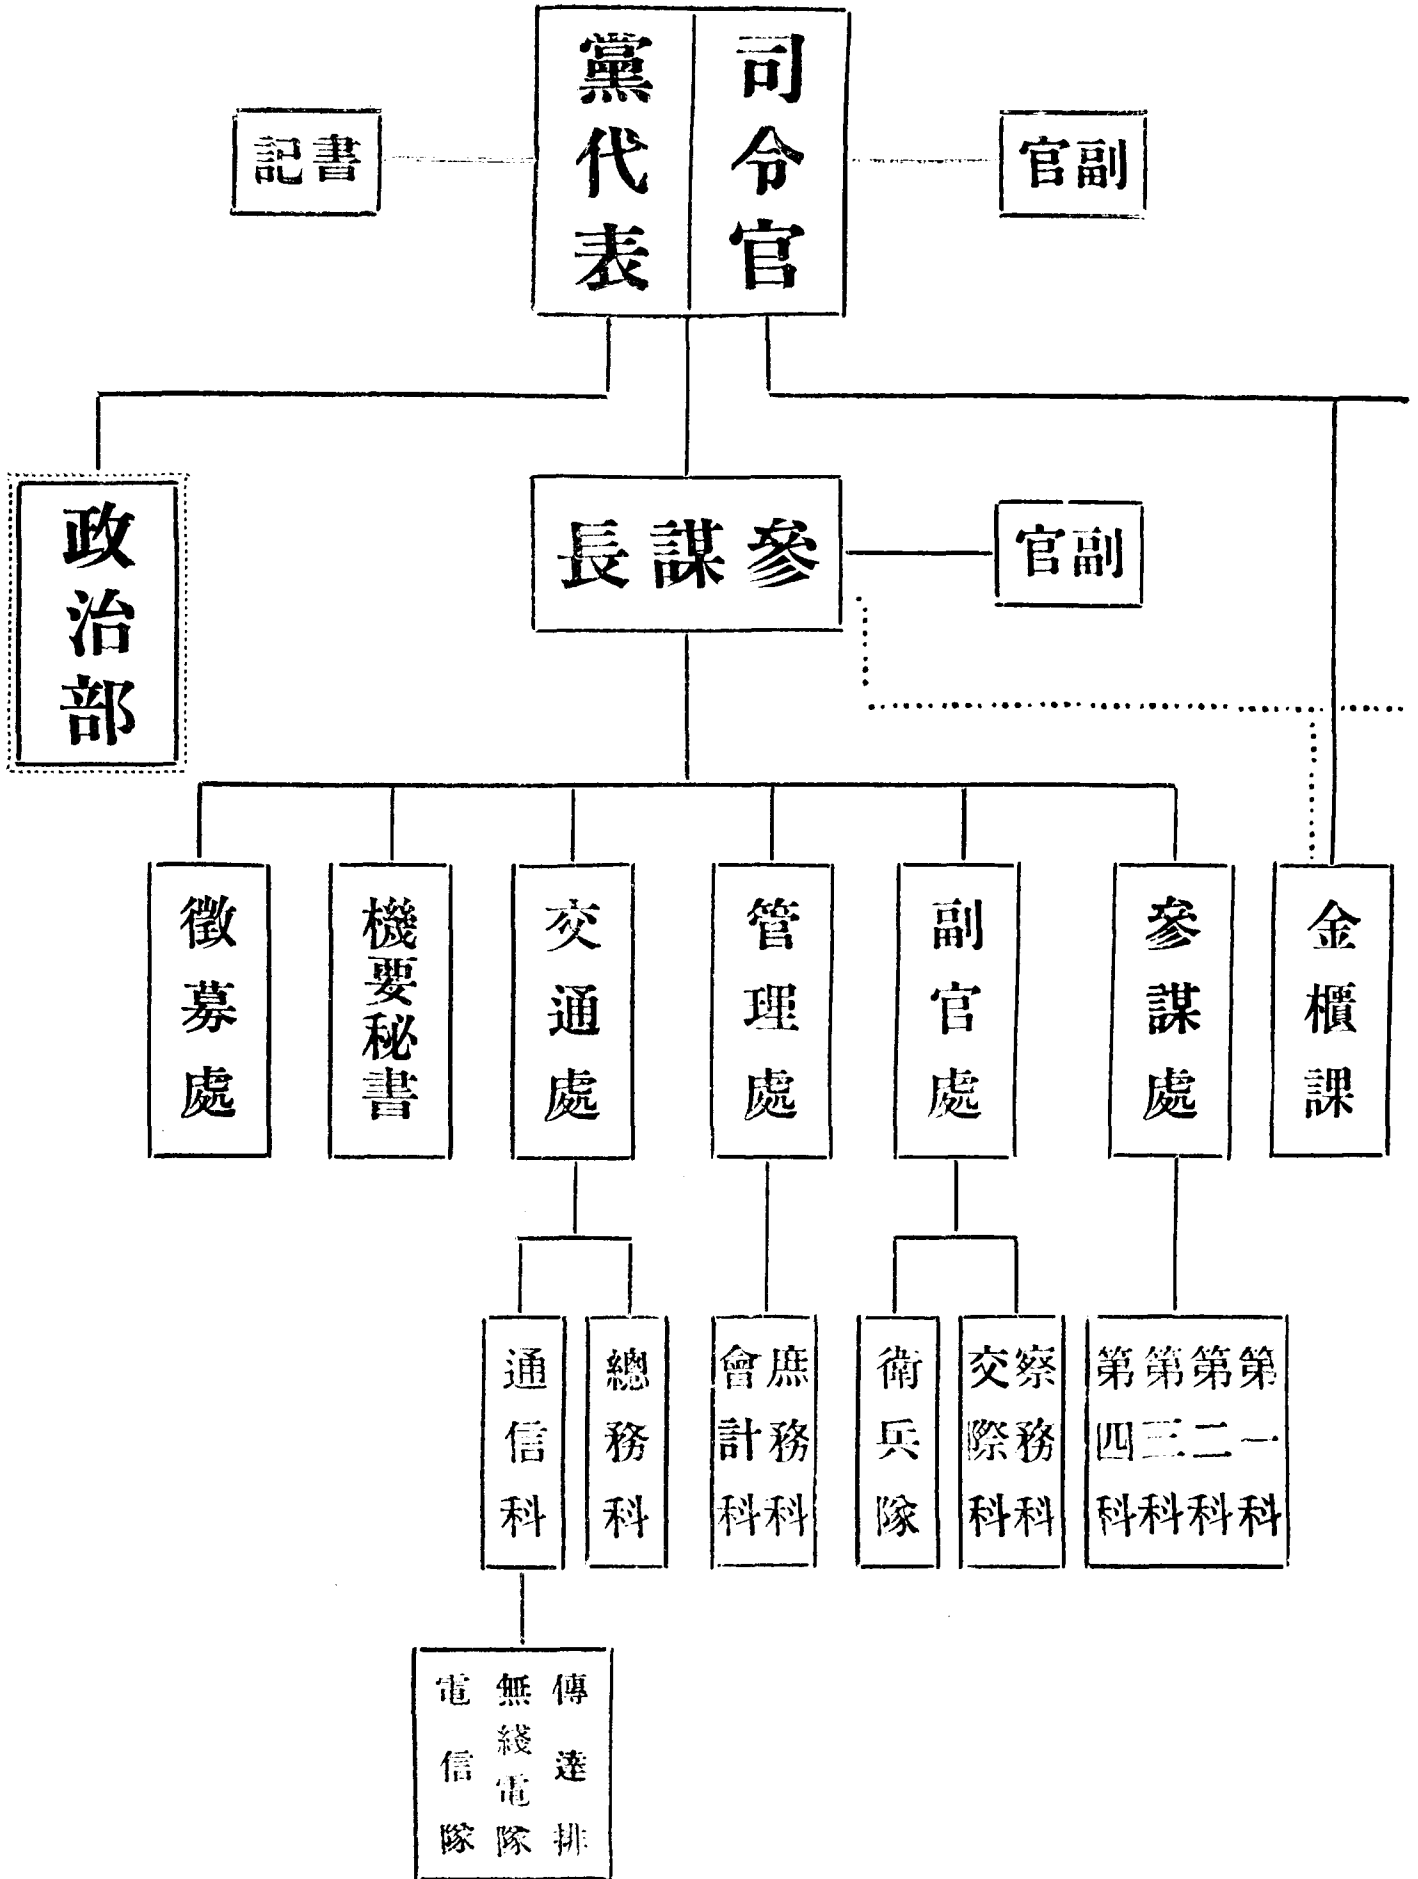 司令官
黨代表
副官
書記
參謀長
副官
政治部
金櫃課
參謀處
副官處
管理處
交通處
機要秘書
徵募處
第一科
第二科
第三科
第四科
察務科
交際科
衛兵隊
庶務科
會計科
總務科
通信科
傳達排
無綫電隊
電信隊